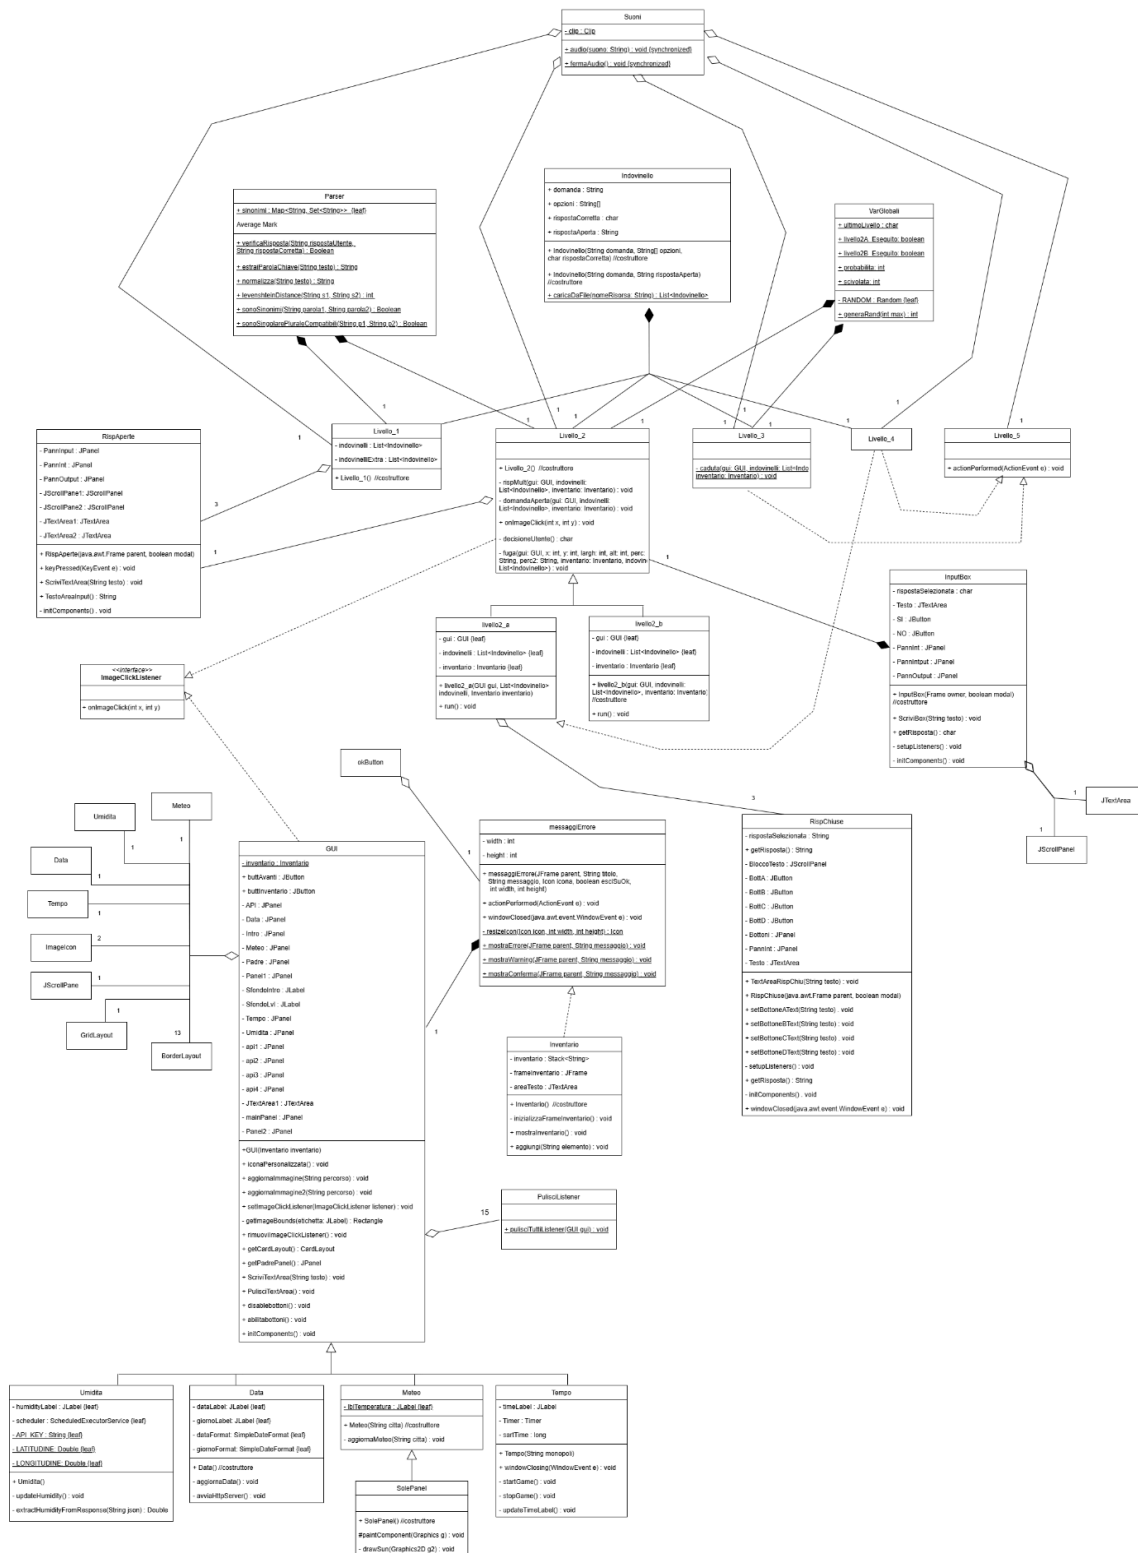 Suoni
- clip : Clip
+ audio(suono: String) : void {synchronized}
+ fermaAudio() : void {synchronized}
Parser
+ sinonimi : Map<String, Set<String>> {leaf}
Average Mark
+ verificaRisposta(String rispostaUtente,
String rispostaCorretta) : Boolean
+ estraiParolaChiave(String testo) : String
+ normalizza(String testo) : String
+ levenshteinDistance(String s1, String s2) : int
+ sonoSinonimi(String parola1, String parola2) : Boolean
+ sonoSingolarePluraleCompatibili(String p1, String p2) : Boolean
Indovinello
+ domanda : String
+ opzioni : String[]
+ rispostaCorretta : char
+ rispostaAperta : String
+ Indovinello(String domanda, String[] opzioni,
char rispostaCorretta) //costruttore
+ Indovinello(String domanda, String rispostaAperta)
//costruttore
+ caricaDaFile(nomeRisorsa: String) : List<Indovinello>
VarGlobali
+ ultimoLivello : char
+ livello2A_Eseguito: boolean
+ livello2B_Eseguito: boolean
+ probabilita: int
+ scivolata: int
- RANDOM : Random {leaf}
+ generaRand(int max) : int
1
1
1
1
1
1
1
1
1
1
1
RispAperte
- PannInput : JPanel
- PannInt : JPanel
- PannOutput : JPanel
- JScrollPane1: JScrollPanel
- JScrollPane2 : JScrollPanel
- JTextArea1 : JTextArea
- JTextArea2 : JTextArea
+ RispAperte(java.awt.Frame parent, boolean modal)
+ keyPressed(KeyEvent e) : void
+ ScriviTextArea(String testo) : void
+ TestoAreaInput() : String
- initComponents() : void
1
3
1
Livello_1
- indovinelli : List<Indovinello>
- indovinelliExtra : List<Indovinello>
+ Livello_1() //costruttore
Livello_2
+ Livello_2() //costruttore
- rispMult(gui: GUI, indovinelli:
List<Indovinello>, inventario: Inventario) : void
- domandaAperta(gui: GUI, indovinelli:
List<Indovinello>, inventario: Inventario) : void
+ onImageClick(int x, int y) : void
- decisioneUtente() : char
- fuga(gui: GUI, x: int, y: int, largh: int, alt: int, perc:
String, perc2: String, inventario: Inventario, indovin
List<Indovinello>) : void
Livello_3
- caduta(gui: GUI, indovinelli: List<Indo
inventario: Inventario) : void
Livello_4
Livello_5
+ actionPerformed(ActionEvent e) : void
1
InputBox
- rispostaSelezionata : char
- Testo : JTextArea
- SI : JButton
- NO : JButton
- PannInt : JPanel
- PannIntput : JPanel
- PannOutput : JPanel
+ InputBox(Frame owner, boolean modal)
//costruttore
+ ScriviBox(String testo) : void
+ getRisposta() : char
- setupListeners() : void
- initComponents() : void
1
JTextArea
1
JScrollPanel
livello2_a
- gui : GUI {leaf}
- indovinelli : List<Indovinello> {leaf}
- inventario : Inventario {leaf}
+ livello2_a(GUI gui, List<Indovinello>
indovinelli, Inventario inventario)
+ run() : void
livello2_b
- gui : GUI {leaf}
- indovinelli : List<Indovinello> {leaf}
- inventario : Inventario {leaf}
+ livello2_b(gui: GUI, indovinelli:
List<Indovinello>, inventario: Inventario)
//costruttore
+ run() : void
<<interface>>
ImageClickListener
+ onImageClick(int x, int y)
okButton
Meteo
Umidita
Data
Tempo
ImageIcon
JScrollPane
GridLayout
BorderLayout
1
1
1
1
2
1
1
13
GUI
- inventario : Inventario
+ buttAvanti : JButton
+ buttInventario : JButton
- API : JPanel
- Data : JPanel
- Intro : JPanel
- Meteo : JPanel
- Padre : JPanel
- Panel1 : JPanel
- SfondoIntro : JLabel
- SfondoLvl : JLabel
- Tempo : JPanel
- Umidita : JPanel
- api1 : JPanel
- api2 : JPanel
- api3 : JPanel
- api4 : JPanel
- JTextArea1 : JTextArea
- mainPanel : JPanel
- Panel2 : JPanel
+GUI(Inventario inventario)
+ iconaPersonalizzata() : void
+ aggiornaImmagine(String percorso) : void
+ aggiornaImmagine2(String percorso) : void
+ setImageClickListener(ImageClickListener listener) : void
- getImageBounds(etichetta: JLabel) : Rectangle
+ rimuoviImageClickListener() : void
+ getCardLayout() : CardLayout
+ getPadrePanel() : JPanel
+ ScriviTextArea(String testo) : void
+ PulisciTextArea() : void
+ disablebottoni() : void
+ abilitabottoni() : void
+ initComponents() : void
1
1
messaggiErrore
- width : int
- height : int
+ messaggiErrore(JFrame parent, String titolo,
String messaggio, Icon icona, boolean esciSuOk,
int width, int height)
+ actionPerformed(ActionEvent e) : void
+ windowClosed(java.awt.event.WindowEvent e) : void
- resizeIcon(Icon icon, int width, int height) : Icon
+ mostraErrore(JFrame parent, String messaggio) : void
+ mostraWarning(JFrame parent, String messaggio) : void
+ mostraConferma(JFrame parent, String messaggio) : void
Inventario
- inventario : Stack<String>
- frameInventario : JFrame
- areaTesto : JTextArea
+ Inventario() //costruttore
- inizializzaFrameInventario() : void
+ mostraInventario() : void
+ aggiungi(String elemento) : void
3
RispChiuse
- rispostaSelezionata : String
+ getRisposta() : String
- BloccoTesto : JScrollPanel
- BottA : JButton
- BottB : JButton
- BottC : JButton
- BottD : JButton
- Bottoni : JPanel
- PannInt : JPanel
- Testo : JTextArea
+ TextAreaRispChiu(String testo) : void
+ RispChiuse(java.awt.Frame parent, boolean modal)
+ setBottoneAText(String testo) : void
+ setBottoneBText(String testo) : void
+ setBottoneCText(String testo) : void
+ setBottoneDText(String testo) : void
- setupListeners() : void
+ getRisposta() : String
- initComponents() : void
+ windowClosed(java.awt.event.WindowEvent e) : void
15
PulisciListener
+ pulisciTuttiListener(GUI gui) : void
Umidita
- humidityLabel : JLabel {leaf}
- scheduler : ScheduledExecutorService {leaf}
- API_KEY : String {leaf}
- LATITUDINE: Double {leaf}
- LONGITUDINE: Double {leaf}
+ Umidita()
- updateHumidity() : void
- extractHumidityFromResponse(String json) : Double
Data
- dataLabel: JLabel {leaf}
- giornoLabel: JLabel {leaf}
- dataFormat: SimpleDateFormat {leaf}
- giornoFormat: SimpleDateFormat {leaf}
+ Data() //costruttore
- aggiornaData() : void
- avviaHttpServer() : void
Meteo
- lblTemperatura : JLabel {leaf}
+ Meteo(String citta) //costruttore
- aggiornaMeteo(String citta) : void
SolePanel
+ SolePanel() //costruttore
#paintComponent(Graphics g) : void
- drawSun(Graphics2D g2) : void
Tempo
- timeLabel : JLabel
- Timer : Timer
- sartTime : long
+ Tempo(String monopoli)
+ windowClosing(WindowEvent e) : void
- startGame() : void
- stopGame() : void
- updateTimeLabel() : void